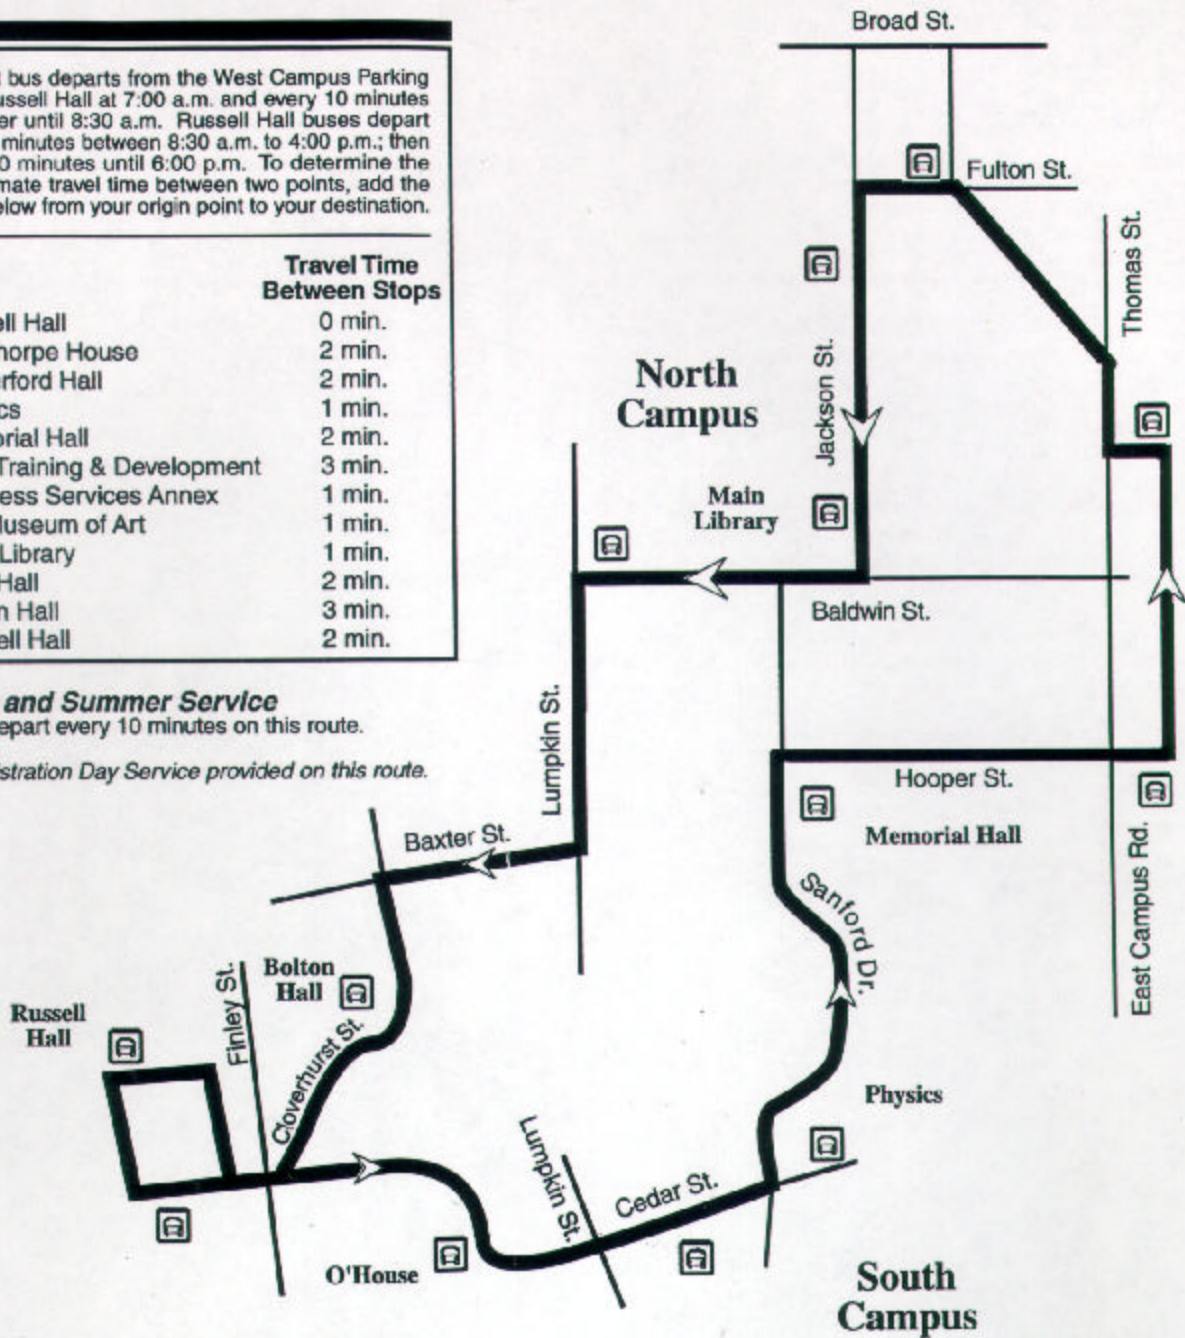 bus departs from the West Campus Parking
ussell Hall at 7:00 a.m. and every 10 minutes
er until 8:30 a.m. Russell Hall buses depart
minutes between 8:30 a.m. to 4:00 p.m.; then
0 minutes until 6:00 p.m. To determine the
mate travel time between two points, add the
elow from your origin point to your destination.
Travel Time
Between Stops
ell Hall 0 min.
horpe House 2 min.
erford Hall 2 min.
cs 1 min.
orial Hall 2 min.
Training & Development 3 min.
ess Services Annex 1 min.
Museum of Art 1 min.
Library 1 min.
Hall 2 min.
n Hall 3 min.
ell Hall 2 min.
and Summer Service
epart every 10 minutes on this route.
stration Day Service provided on this route.
Broad St.
Fulton St.
Thomas St.
Jackson St.
North
Campus
Main
Library
Baldwin St.
Lumpkin St.
Hooper St.
Memorial Hall
Baxter St.
Sanford Dr.
East Campus Rd.
Bolton
Hall
Finley St.
Russell
Hall
Cloverhurst St.
Physics
Lumpkin St.
Cedar St.
O'House
South
Campus